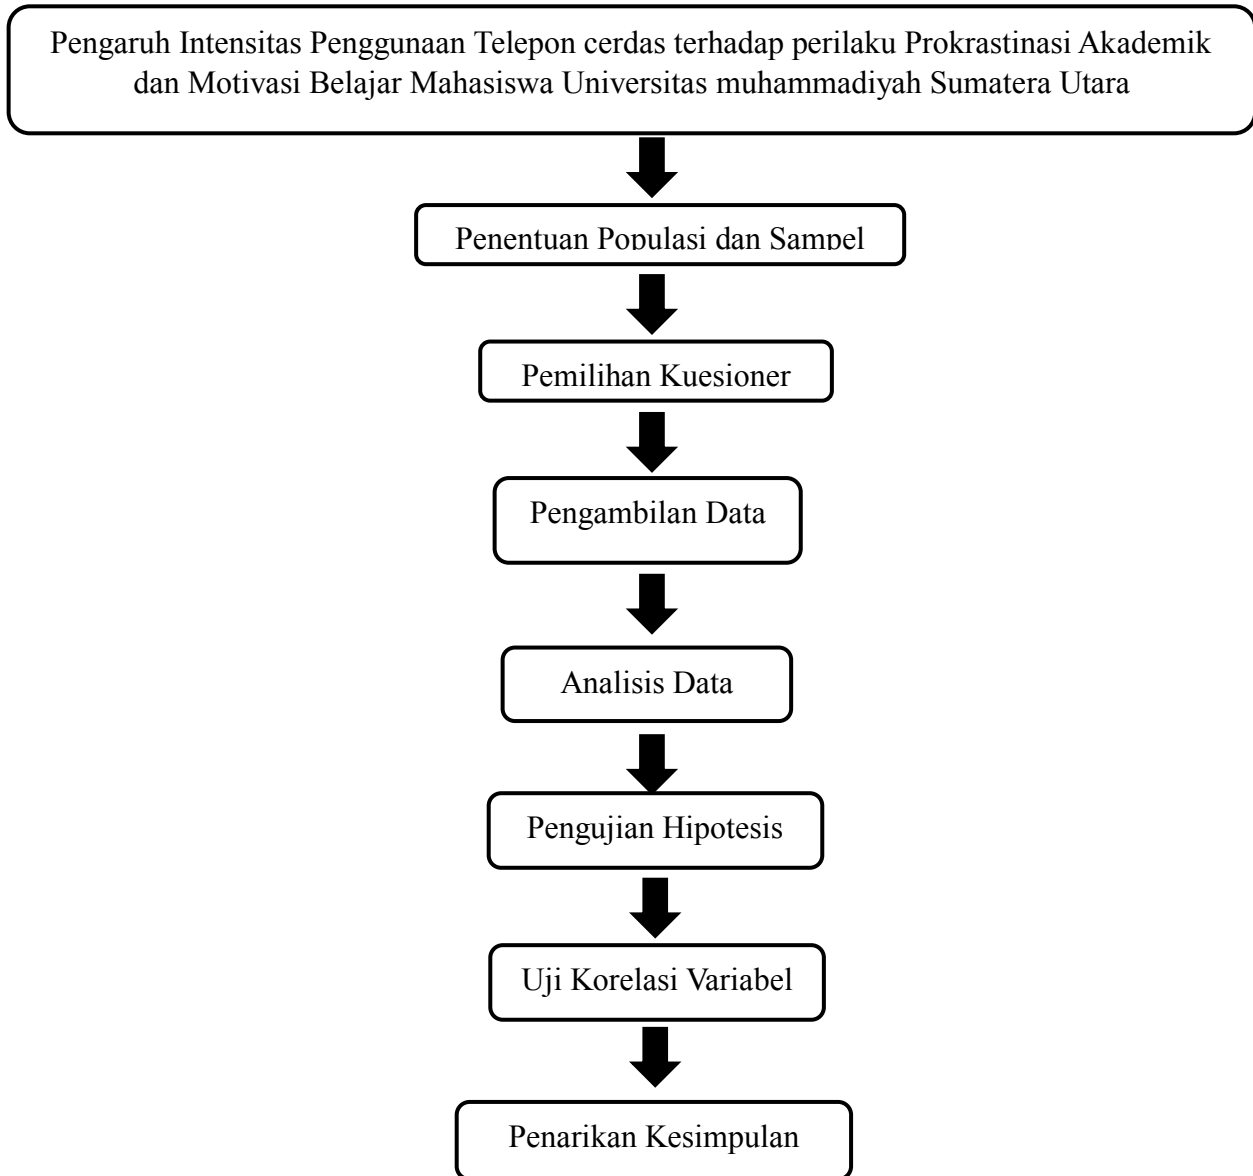 Pengaruh Intensitas Penggunaan Telepon cerdas terhadap perilaku Prokrastinasi Akademik
dan Motivasi Belajar Mahasiswa Universitas muhammadiyah Sumatera Utara
Penentuan Populasi dan Sampel
Pemilihan Kuesioner
Pengambilan Data
Analisis Data
Pengujian Hipotesis
Uji Korelasi Variabel
Penarikan Kesimpulan